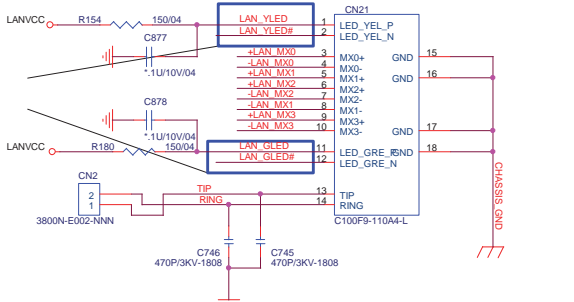 CN21
LANVCC R154 150/04 LAN_YLED 1 LED_YEL_P
LAN_YLED# 2 LED_YEL_N
C877
+LAN_MX0 3 MX0+ GND 15
-LAN_MX0 4 MX0-
+LAN_MX1 5 MX1+ GND 16
*.1U/10V/04
+LAN_MX2 6 MX2+
-LAN_MX2 7 MX2-
-LAN_MX1 8 MX1-
C878
+LAN_MX3 9 MX3+
-LAN_MX3 10 MX3- GND 17
*.1U/10V/04
LANVCC R180 150/04 LAN_GLED 11 LED_GRE_P GND 18
LAN_GLED# 12 LED_GRE_N
CN2
2 TIP 13 TIP
1 RING 14 RING
3800N-E002-NNN
C100F9-110A4-L
CHASSIS_GND
C746 C745
470P/3KV-1808 470P/3KV-1808